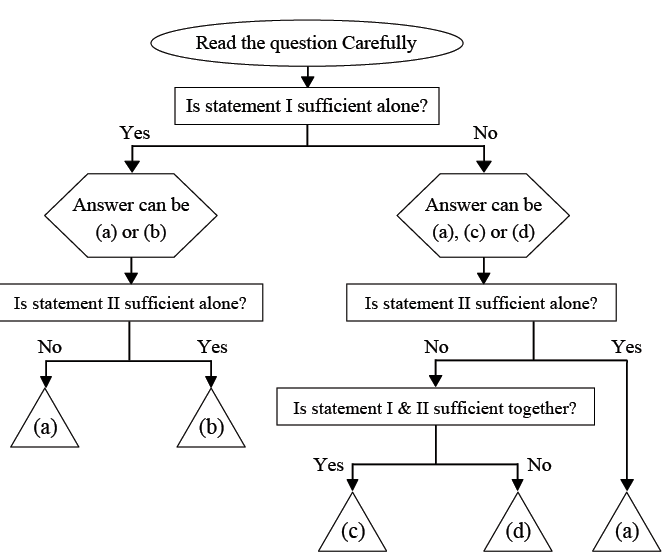 Read the question Carefully
Is statement I sufficient alone?
Yes
No
Answer can be
(a) or (b)
Answer can be
(a), (c) or (d)
Is statement II sufficient alone?
Is statement II sufficient alone?
No
Yes
No
Yes
(a)
(b)
Is statement I & II sufficient together?
Yes
No
(c)
(d)
(a)